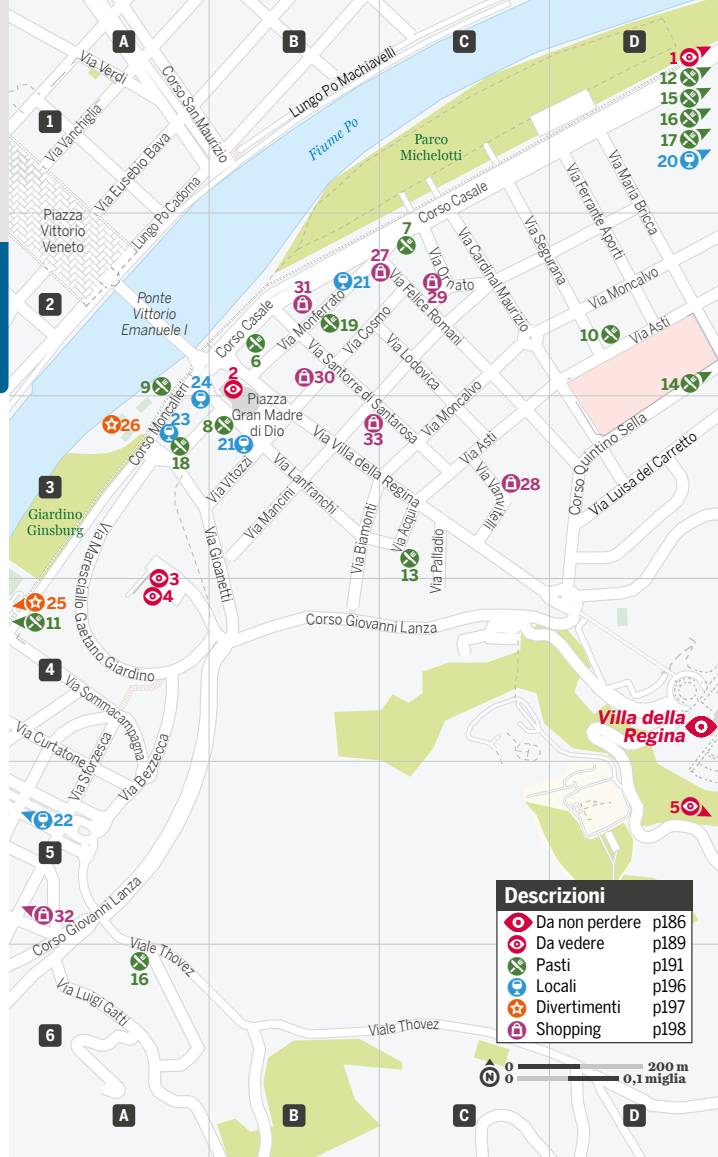 A
B
C
D
Via Verdi
Corso San Maurizio
Lungo Po Machiavelli
1
12
15
16
17
20
1
Via Vanchiglia
Via Eusebio Bava
Fiume Po
Parco
Michelotti
Lungo Po Cadorna
Corso Casale
Via Ferrante Aporti
Via Maria Bricca
Piazza
Vittorio
Veneto
7
27
Via Ornato
29
Via Cardinal Maurizio
Via Segurana
Via Moncalvo
2
Ponte
Vittorio
Emanuele I
31
21
Via Felice Romani
Corso Casale
6
Via Monferrato
19
Via Cosmo
Via Lodovica
10
Via Asti
14
9
24
2
30
Via Santorre di Santarosa
Via Moncalvo
Piazza
Gran Madre
di Dio
26
Corso Moncalieri
23
18
8
21
33
Via Villa della Regina
Via Asti
Corso Quintino Sella
Via Luisa del Carretto
3
Giardino
Ginsburg
Via Vitozzi
Via Lanfranchi
Via Mancini
Via Vanvitelli
28
Via Maresciallo Gaetano Giardino
Via Gioanetti
Via Biamonti
Via Acqui
13
Via Palladio
3
4
25
11
Corso Giovanni Lanza
4
Via Sommacampagna
Via Curtatone
Via Sforzesca
Via Bezzecca
Villa della
Regina
5
22
5
32
Corso Giovanni Lanza
Descrizioni
Da non perdere p186
Da vedere p189
Pasti p191
Locali p196
Divertimenti p197
Shopping p198
Viale Thovez
16
Via Luigi Gatti
6
Viale Thovez
N
0 200 m
0 0,1 miglia
A
B
C
D